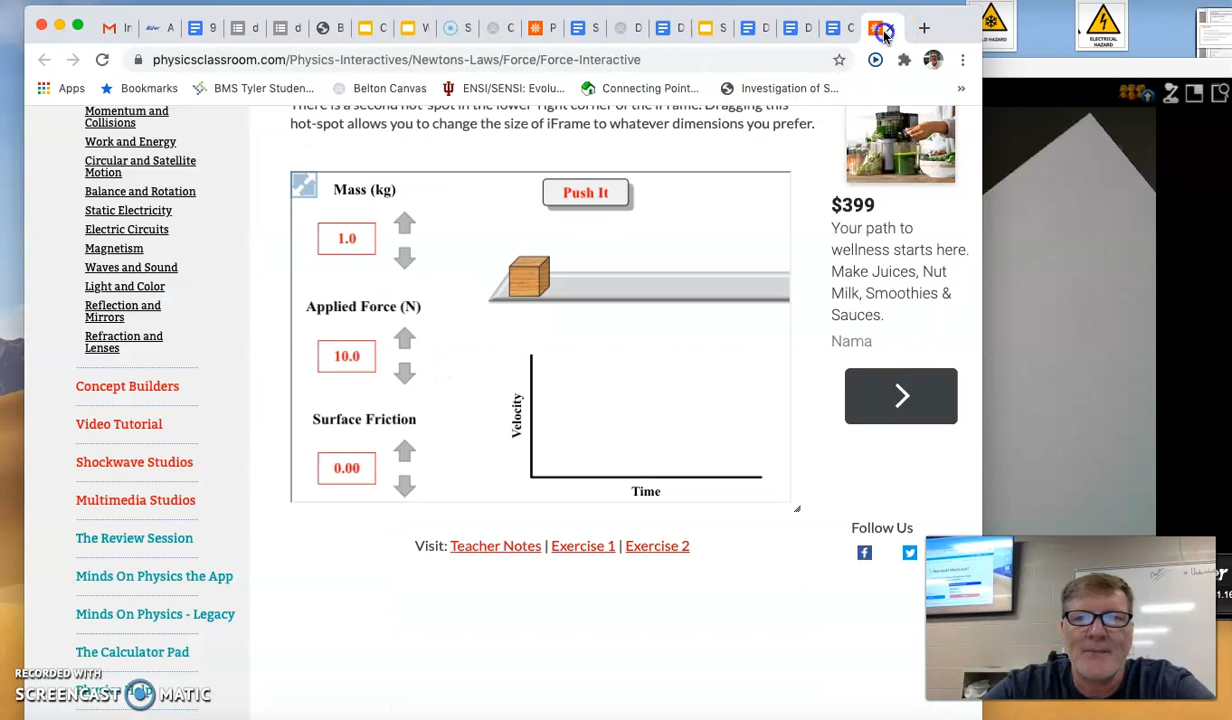 In
A
9
d
d
B
C
W
S
C
P
S
D
D
S
D
D
C
physicsclassroom.com/Physics-Interactives/Newtons-Laws/Force/Force-Interactive
Apps
Bookmarks
BMS Tyler Studen...
Belton Canvas
ENSI/SENSI: Evolu...
Connecting Point...
Investigation of S...
»
ELECTRICAL
HAZARD
There is a second hot-spot in the lower-right corner of the iFrame. Dragging this
hot-spot allows you to change the size of iFrame to whatever dimensions you prefer.
Momentum and
Collisions
Work and Energy
Circular and Satellite
Motion
Balance and Rotation
Static Electricity
Electric Circuits
Magnetism
Waves and Sound
Light and Color
Reflection and
Mirrors
Refraction and
Lenses
Concept Builders
Video Tutorial
Shockwave Studios
Multimedia Studios
The Review Session
Minds On Physics the App
Minds On Physics - Legacy
The Calculator Pad
Mass (kg)
1.0
Applied Force (N)
10.0
Surface Friction
0.00
Push It
Velocity
Time
Visit: Teacher Notes | Exercise 1 | Exercise 2
$399
Your path to
wellness starts here.
Make Juices, Nut
Milk, Smoothies &
Sauces.
Nama
Follow Us
RECORDED WITH
SCREENCAST MATIC